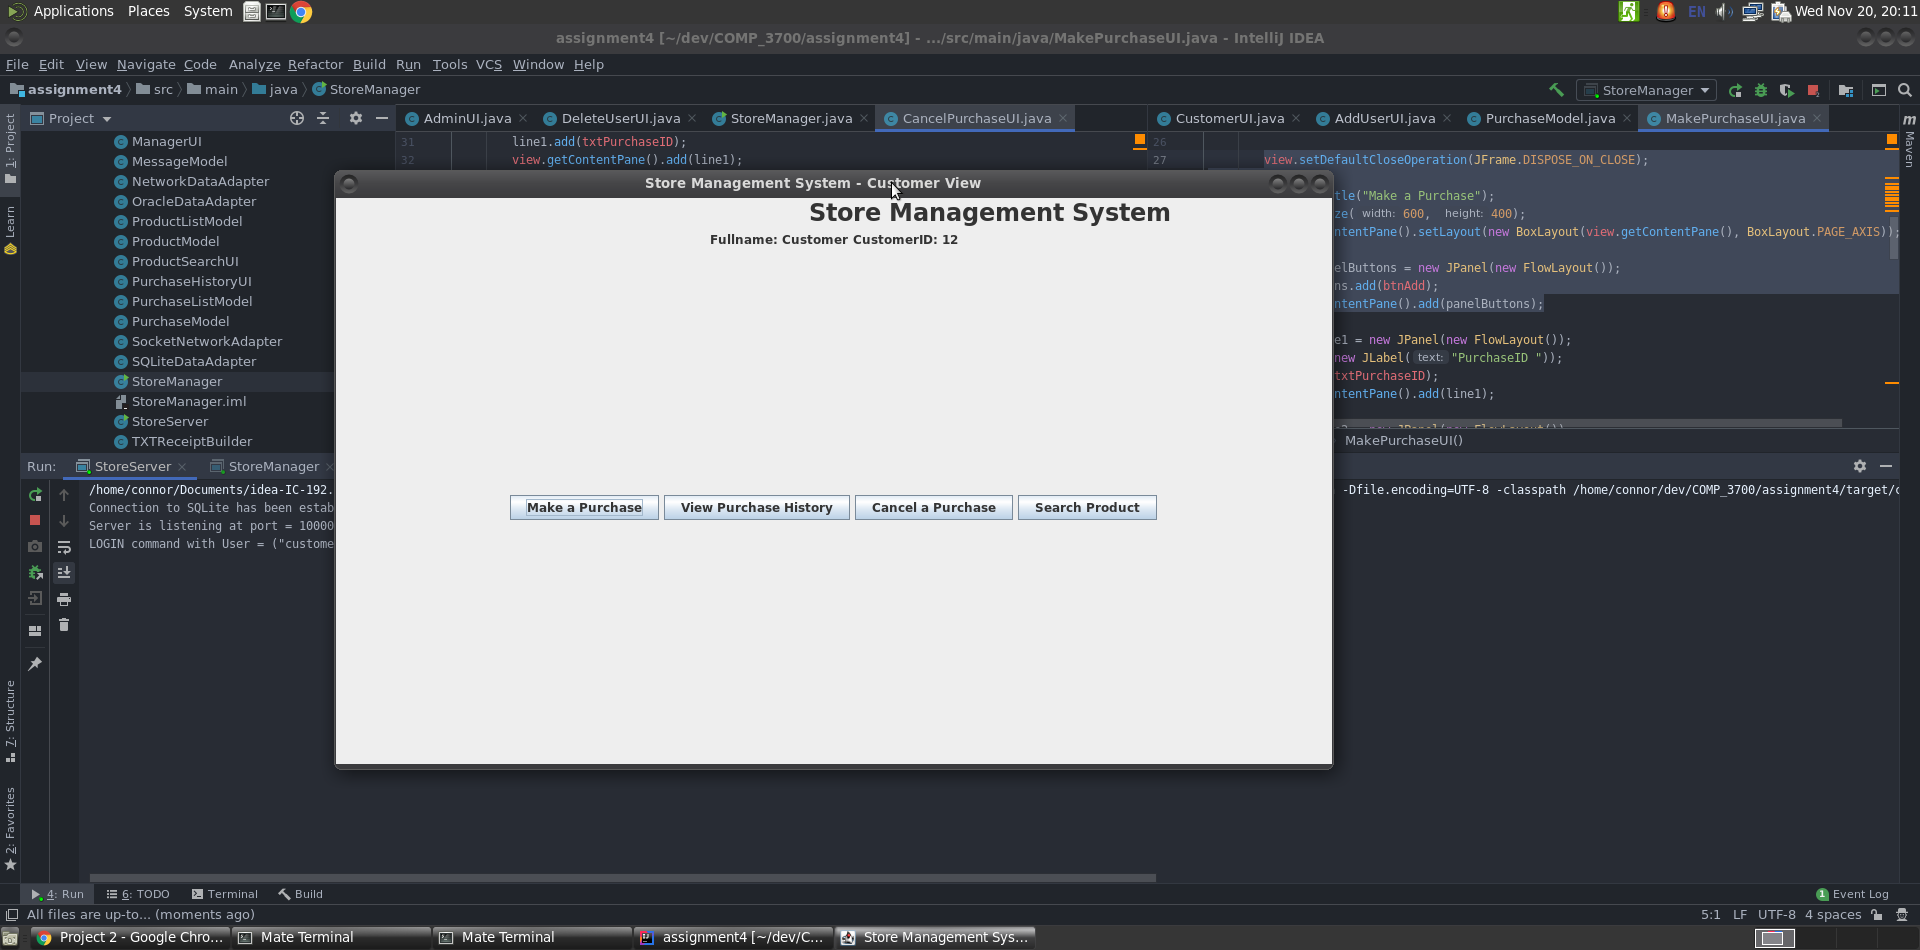 Applications Places System EN Wed Nov 20, 20:11
assignment4 [~/dev/COMP_3700/assignment4] - .../src/main/java/MakePurchaseUI.java - IntelliJ IDEA
File Edit View Navigate Code Analyze Refactor Build Run Tools VCS Window Help
assignment4 src main java StoreManager StoreManager
1: Project
Learn
7: Structure
2: Favorites
Project
ManagerUI
MessageModel
NetworkDataAdapter
OracleDataAdapter
ProductListModel
ProductModel
ProductSearchUI
PurchaseHistoryUI
PurchaseListModel
PurchaseModel
SocketNetworkAdapter
SQLiteDataAdapter
StoreManager
StoreManager.iml
StoreServer
TXTReceiptBuilder
AdminUI.java DeleteUserUI.java StoreManager.java CancelPurchaseUI.java
31 line1.add(txtPurchaseID);
32 view.getContentPane().add(line1);
CustomerUI.java AddUserUI.java PurchaseModel.java MakePurchaseUI.java
26
27 view.setDefaultCloseOperation(JFrame.DISPOSE_ON_CLOSE);
tle("Make a Purchase");
ze( width: 600, height: 400);
ntentPane().setLayout(new BoxLayout(view.getContentPane(), BoxLayout.PAGE_AXIS));
elButtons = new JPanel(new FlowLayout());
ns.add(btnAdd);
ntentPane().add(panelButtons);
e1 = new JPanel(new FlowLayout());
new JLabel( text: "PurchaseID "));
txtPurchaseID);
ntentPane().add(line1);
MakePurchaseUI()
m Maven
Store Management System - Customer View
Store Management System
Fullname: Customer CustomerID: 12
Make a Purchase View Purchase History Cancel a Purchase Search Product
Run: StoreServer StoreManager
/home/connor/Documents/idea-IC-192. -Dfile.encoding=UTF-8 -classpath /home/connor/dev/COMP_3700/assignment4/target/c
Connection to SQLite has been estab
Server is listening at port = 10000
LOGIN command with User = ("custome
4: Run 6: TODO Terminal Build 1 Event Log
All files are up-to... (moments ago) 5:1 LF UTF-8 4 spaces
Project 2 - Google Chro... Mate Terminal Mate Terminal assignment4 [~/dev/C... Store Management Sys...